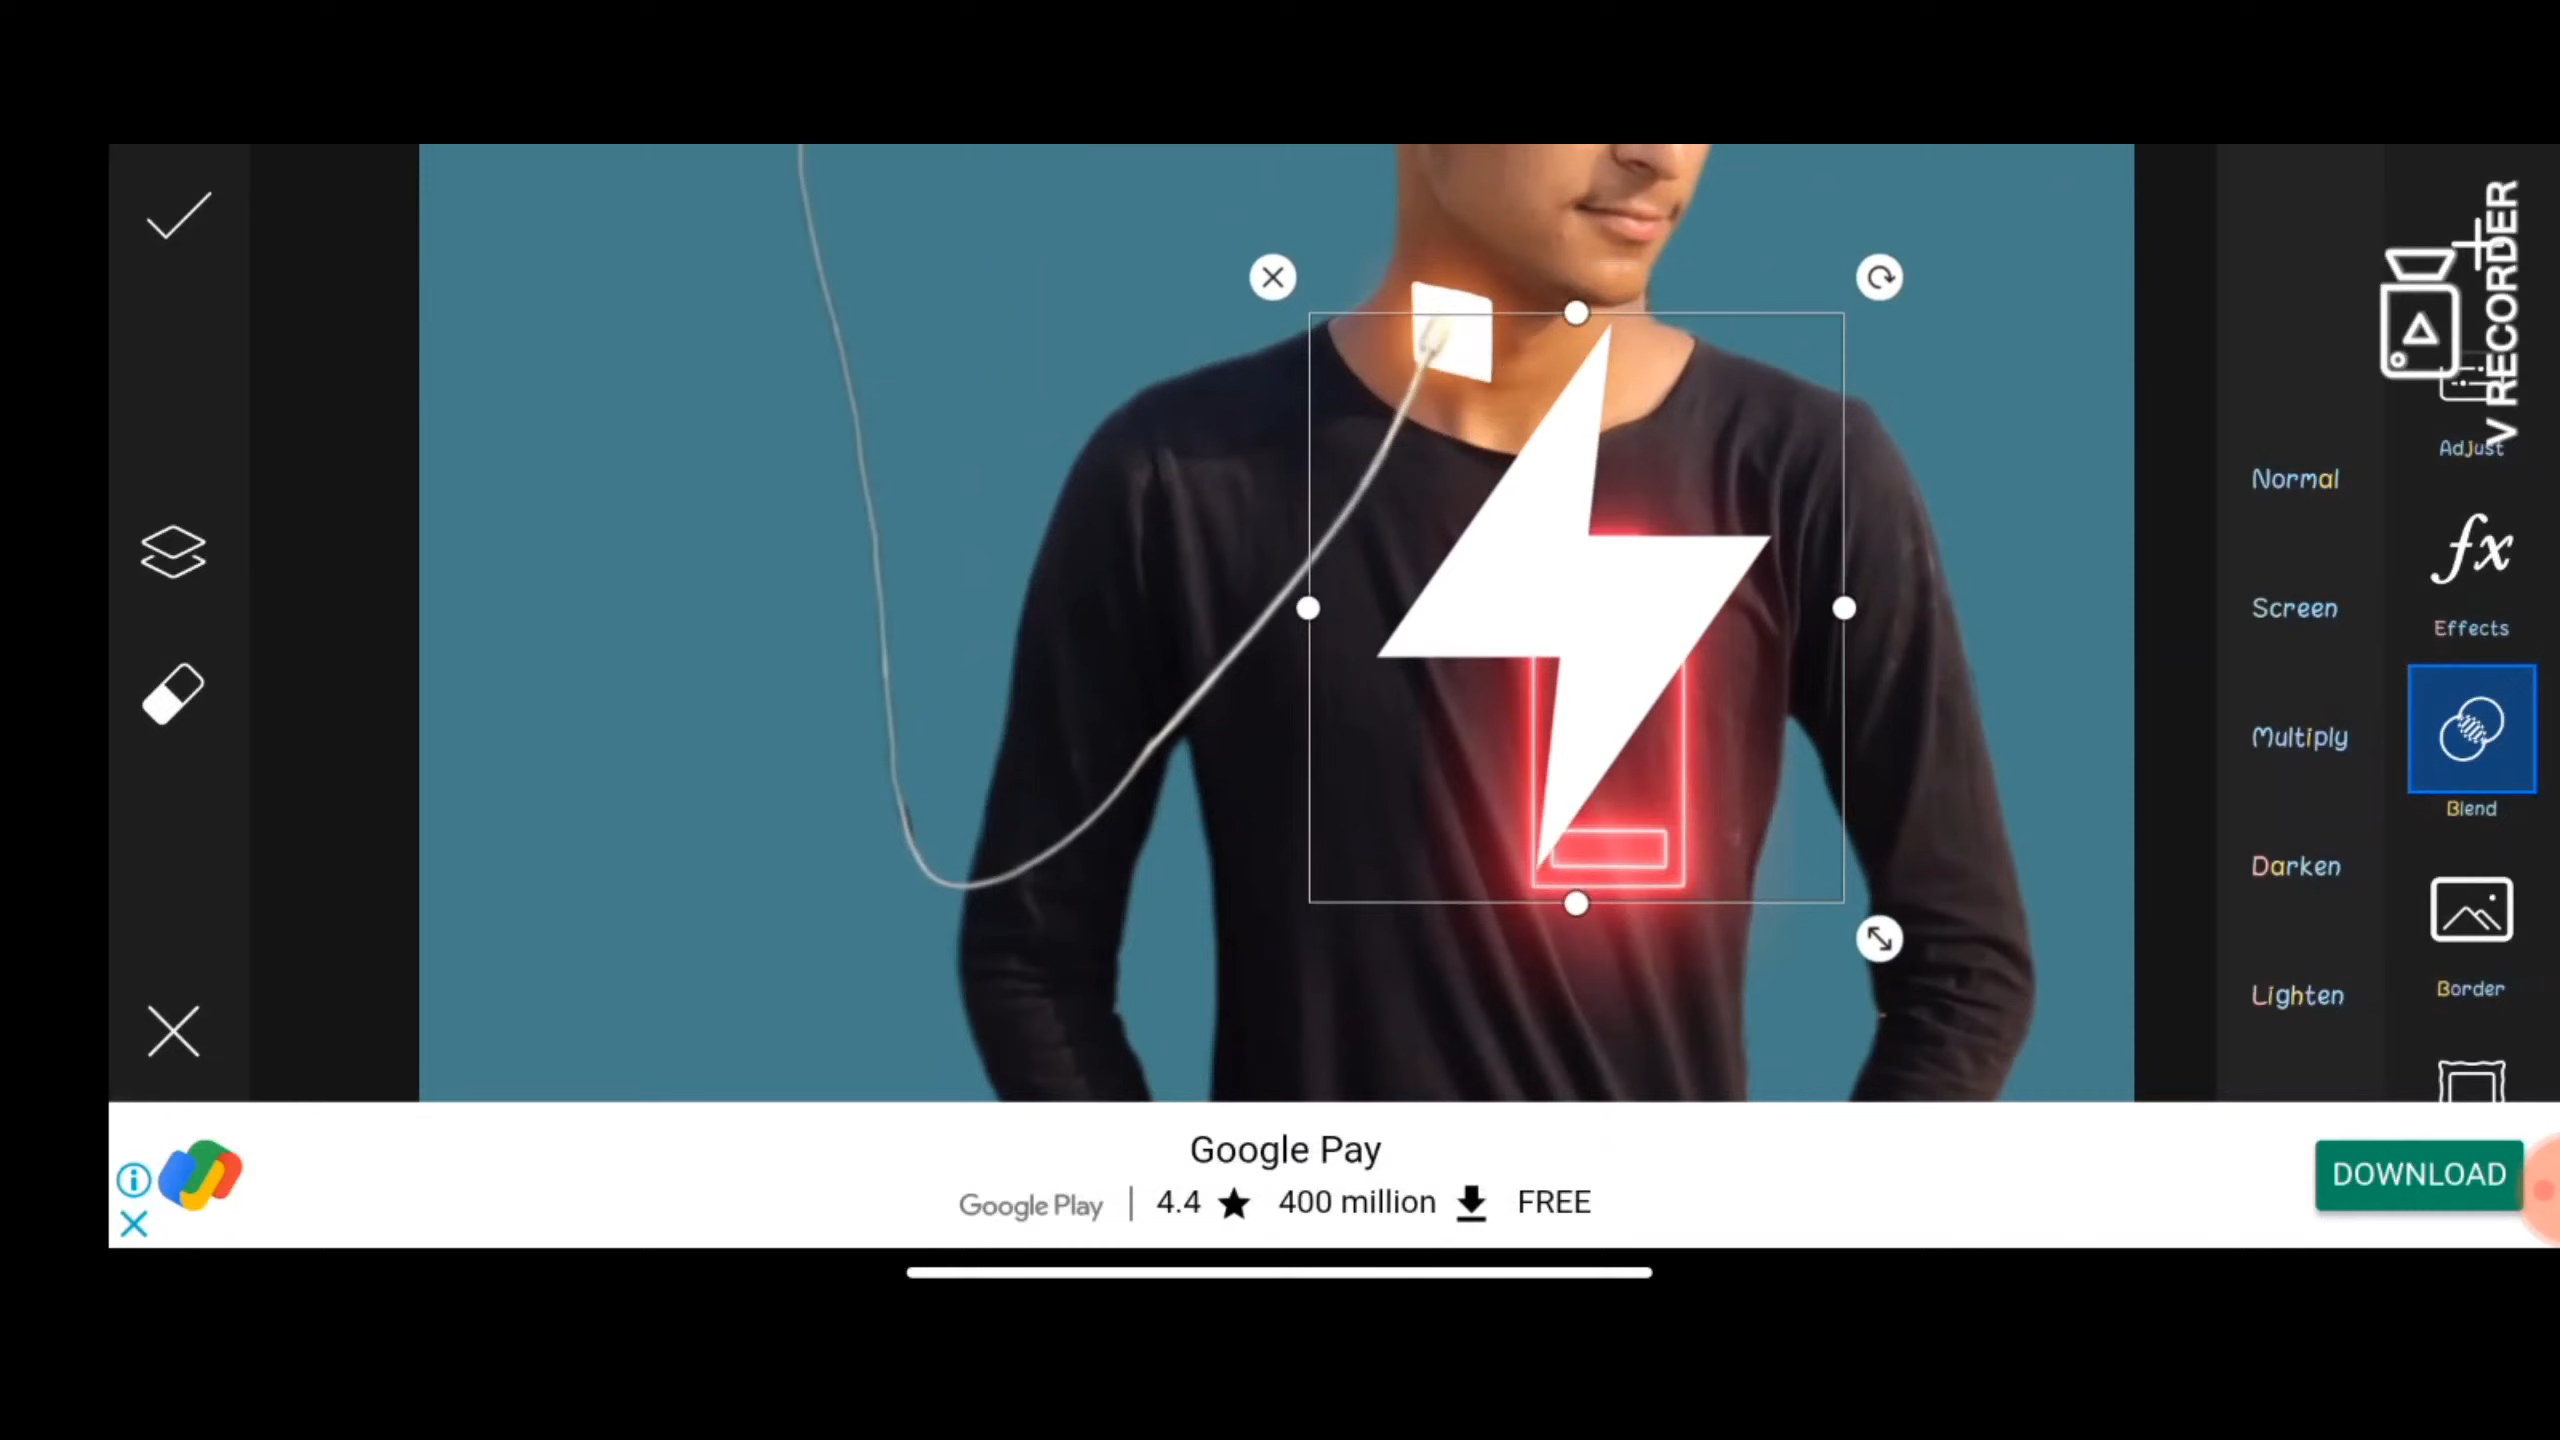 V RECORDER
Adjust
Normal
Effects
Screen
Multiply
Blend
Darken
Border
Lighten
Google Pay
Google Play | 4.4 ★ 400 million FREE
DOWNLOAD